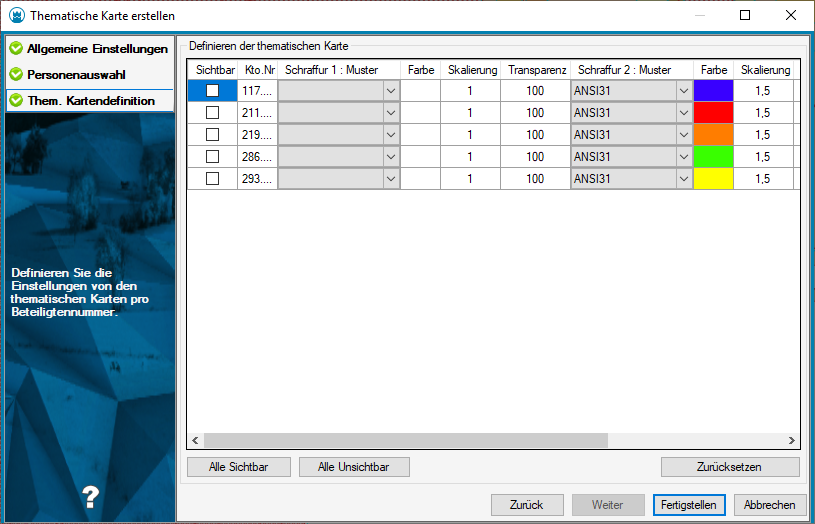 Thematische Karte erstellen
Allgemeine Einstellungen
Personenauswahl
Them. Kartendefinition
Definieren Sie die
Einstellungen von den
thematischen Karten pro
Beteiligtennummer.
?
Definieren der thematischen Karte
Sichtbar Kto.Nr Schraffur 1 : Muster Farbe Skalierung Transparenz Schraffur 2 : Muster Farbe Skalierung
117.... 1 100 ANSI31 1,5
211.... 1 100 ANSI31 1,5
219.... 1 100 ANSI31 1,5
286.... 1 100 ANSI31 1,5
293.... 1 100 ANSI31 1,5
Alle Sichtbar Alle Unsichtbar Zurücksetzen
Zurück Weiter Fertigstellen Abbrechen